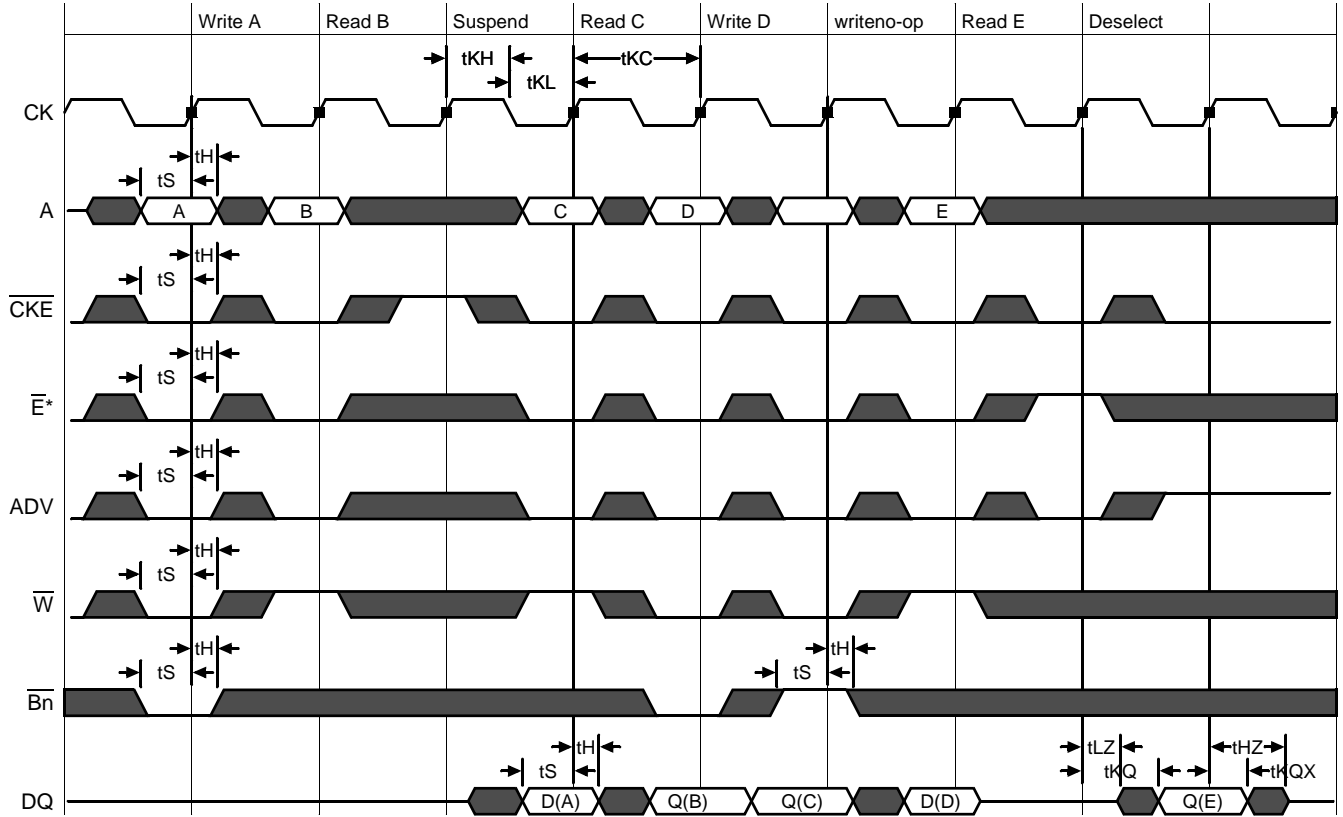 Write A Read B Suspend Read C Write D writeno-op Read E Deselect
tKH tKC
tKL
CK
tH
tS
A A B C D E
tH
tS
CKE
tH
tS
E*
tH
tS
ADV
tH
tS
W
tH tH
tS tS
Bn
tH tLZ tHZ
tS tKQ tKQX
DQ D(A) Q(B) Q(C) D(D) Q(E)